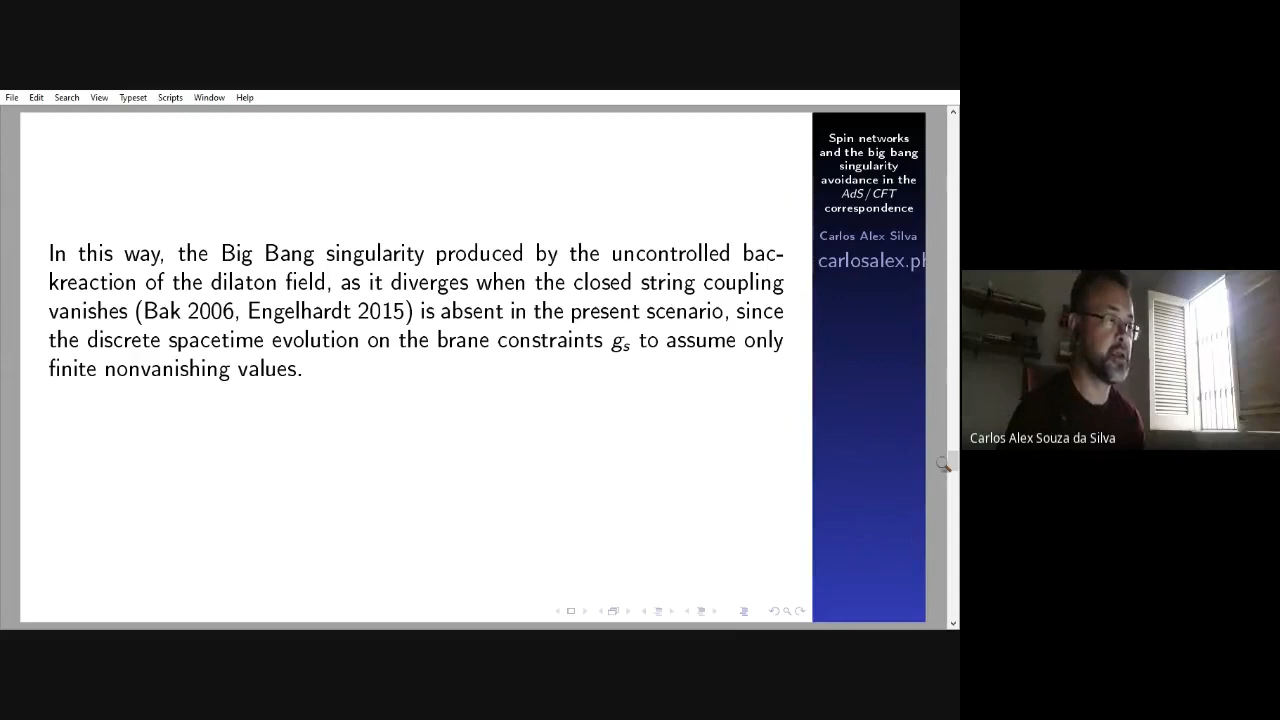 File Edit Search View Typeset Scripts Window Help
In this way, the Big Bang singularity produced by the uncontrolled bac-
kreaction of the dilaton field, as it diverges when the closed string coupling
vanishes (Bak 2006, Engelhardt 2015) is absent in the present scenario, since
the discrete spacetime evolution on the brane constraints gₛ to assume only
finite nonvanishing values.
Spin networks
and the big bang
singularity
avoidance in the
AdS/CFT
correspondence
Carlos Alex Silva
carlosalex.ph
Carlos Alex Souza da Silva